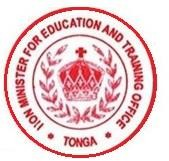 HON MINISTER FOR EDUCATION AND TRAINING OFFICE
TONGA